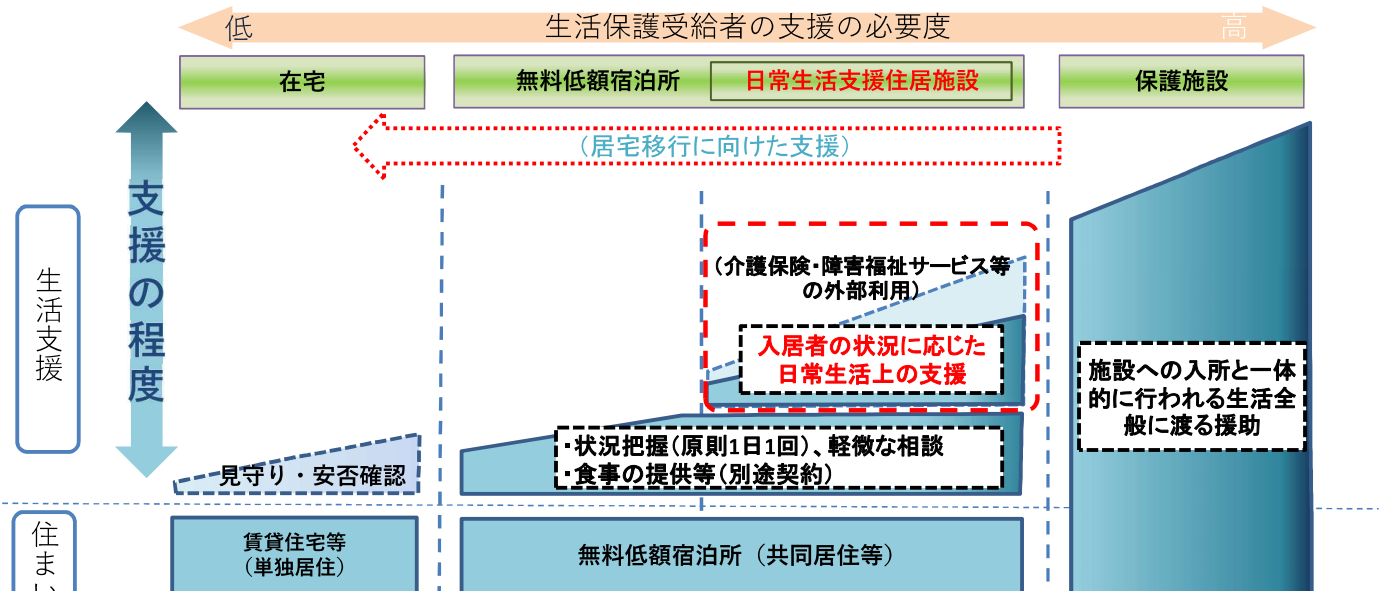 低
生活保護受給者の支援の必要度
高
在宅
無料低額宿泊所
日常生活支援住居施設
保護施設
（居宅移行に向けた支援）
支援の程度
生活支援
（介護保険・障害福祉サービス等
の外部利用）
入居者の状況に応じた
日常生活上の支援
施設への入所と一体
的に行われる生活全
般に渡る援助
・状況把握（原則1日1回）、軽微な相談
・食事の提供等（別途契約）
見守り・安否確認
住まい
賃貸住宅等
（単独居住）
無料低額宿泊所（共同居住等）